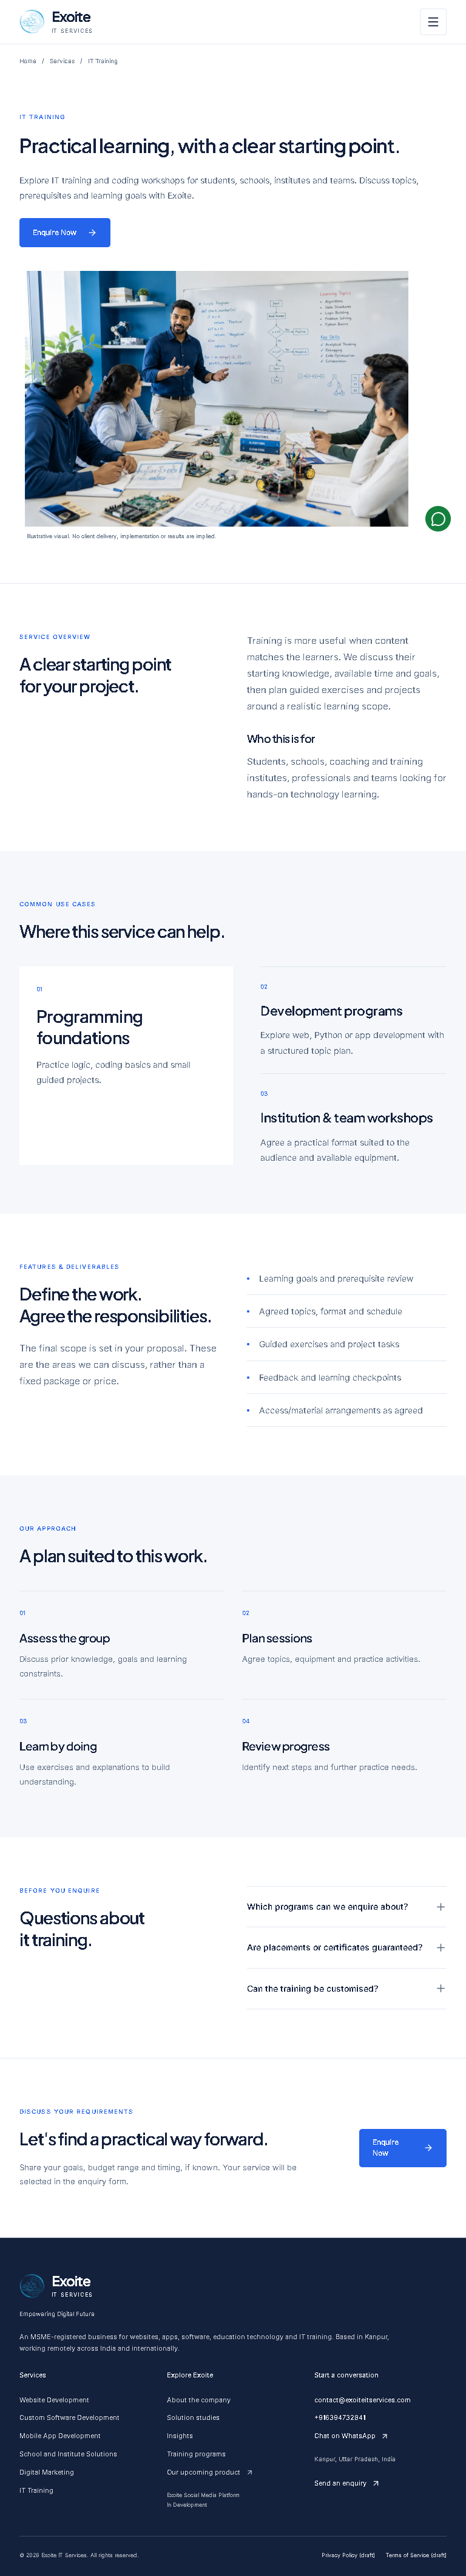 Exoite
IT SERVICES
Home / Services / IT Training
IT TRAINING
Practical learning, with a clear starting point.
Explore IT training and coding workshops for students, schools, institutes and teams. Discuss topics,
prerequisites and learning goals with Exoite.
Enquire Now
Illustrative visual. No client delivery, implementation or results are implied.
SERVICE OVERVIEW
A clear starting point
for your project.
Training is more useful when content
matches the learners. We discuss their
starting knowledge, available time and goals,
then plan guided exercises and projects
around a realistic learning scope.
Who this is for
Students, schools, coaching and training
institutes, professionals and teams looking for
hands-on technology learning.
COMMON USE CASES
Where this service can help.
01
Programming
foundations
Practice logic, coding basics and small
guided projects.
02
Development programs
Explore web, Python or app development with
a structured topic plan.
03
Institution & team workshops
Agree a practical format suited to the
audience and available equipment.
FEATURES & DELIVERABLES
Define the work.
Agree the responsibilities.
The final scope is set in your proposal. These
are the areas we can discuss, rather than a
fixed package or price.
Learning goals and prerequisite review
Agreed topics, format and schedule
Guided exercises and project tasks
Feedback and learning checkpoints
Access/material arrangements as agreed
OUR APPROACH
A plan suited to this work.
01
Assess the group
Discuss prior knowledge, goals and learning
constraints.
02
Plan sessions
Agree topics, equipment and practice activities.
03
Learn by doing
Use exercises and explanations to build
understanding.
04
Review progress
Identify next steps and further practice needs.
BEFORE YOU ENQUIRE
Questions about
it training.
Which programs can we enquire about?
Are placements or certificates guaranteed?
Can the training be customised?
DISCUSS YOUR REQUIREMENTS
Let's find a practical way forward.
Share your goals, budget range and timing, if known. Your service will be
selected in the enquiry form.
Enquire
Now
Exoite
IT SERVICES
Empowering Digital Future
An MSME-registered business for websites, apps, software, education technology and IT training. Based in Kanpur,
working remotely across India and internationally.
Services
Website Development
Custom Software Development
Mobile App Development
School and Institute Solutions
Digital Marketing
IT Training
Explore Exoite
About the company
Solution studies
Insights
Training programs
Our upcoming product
Exoite Social Media Platform
In Development
Start a conversation
contact@exoiteitservices.com
+916394732841
Chat on WhatsApp
Kanpur, Uttar Pradesh, India
Send an enquiry
© 2026 Exoite IT Services. All rights reserved.
Privacy Policy (draft)
Terms of Service (draft)